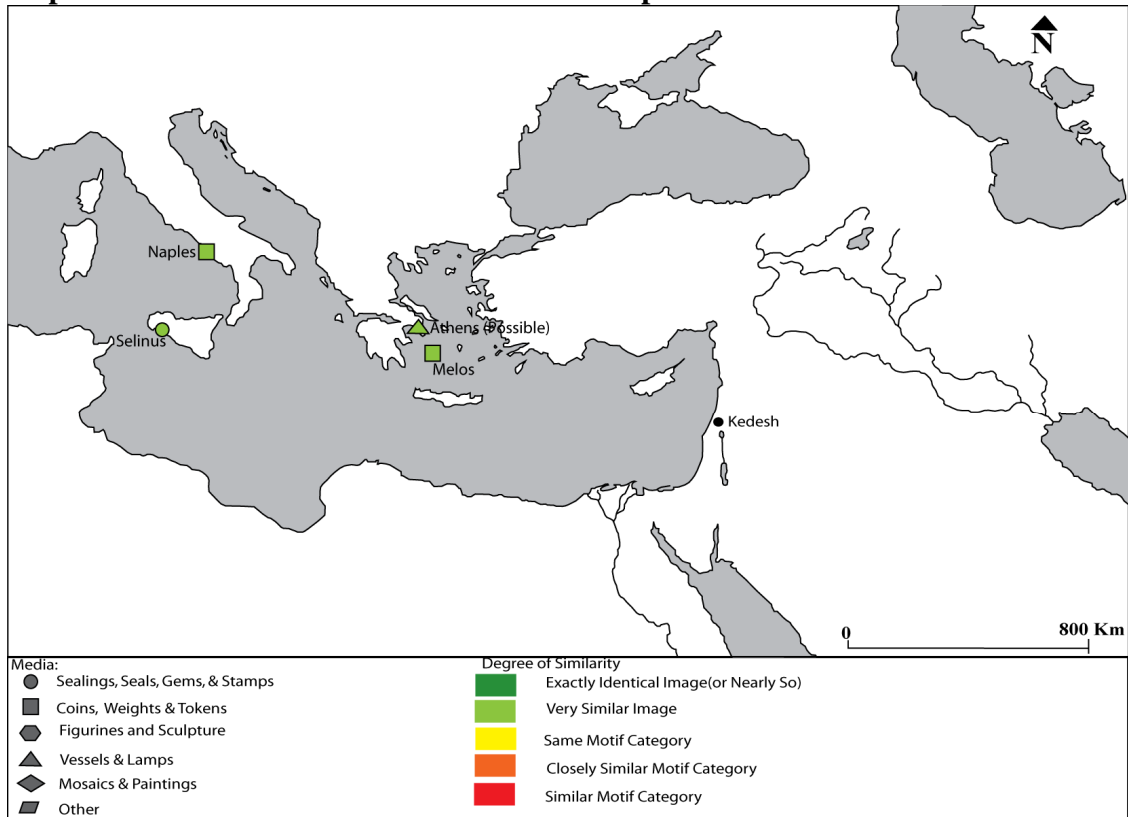 N
Naples
Selinus
Athens (Possible)
Melos
Kedesh
0
800 Km
Media:
Sealings, Seals, Gems, & Stamps
Coins, Weights & Tokens
Figurines and Sculpture
Vessels & Lamps
Mosaics & Paintings
Other
Degree of Similarity
Exactly Identical Image(or Nearly So)
Very Similar Image
Same Motif Category
Closely Similar Motif Category
Similar Motif Category